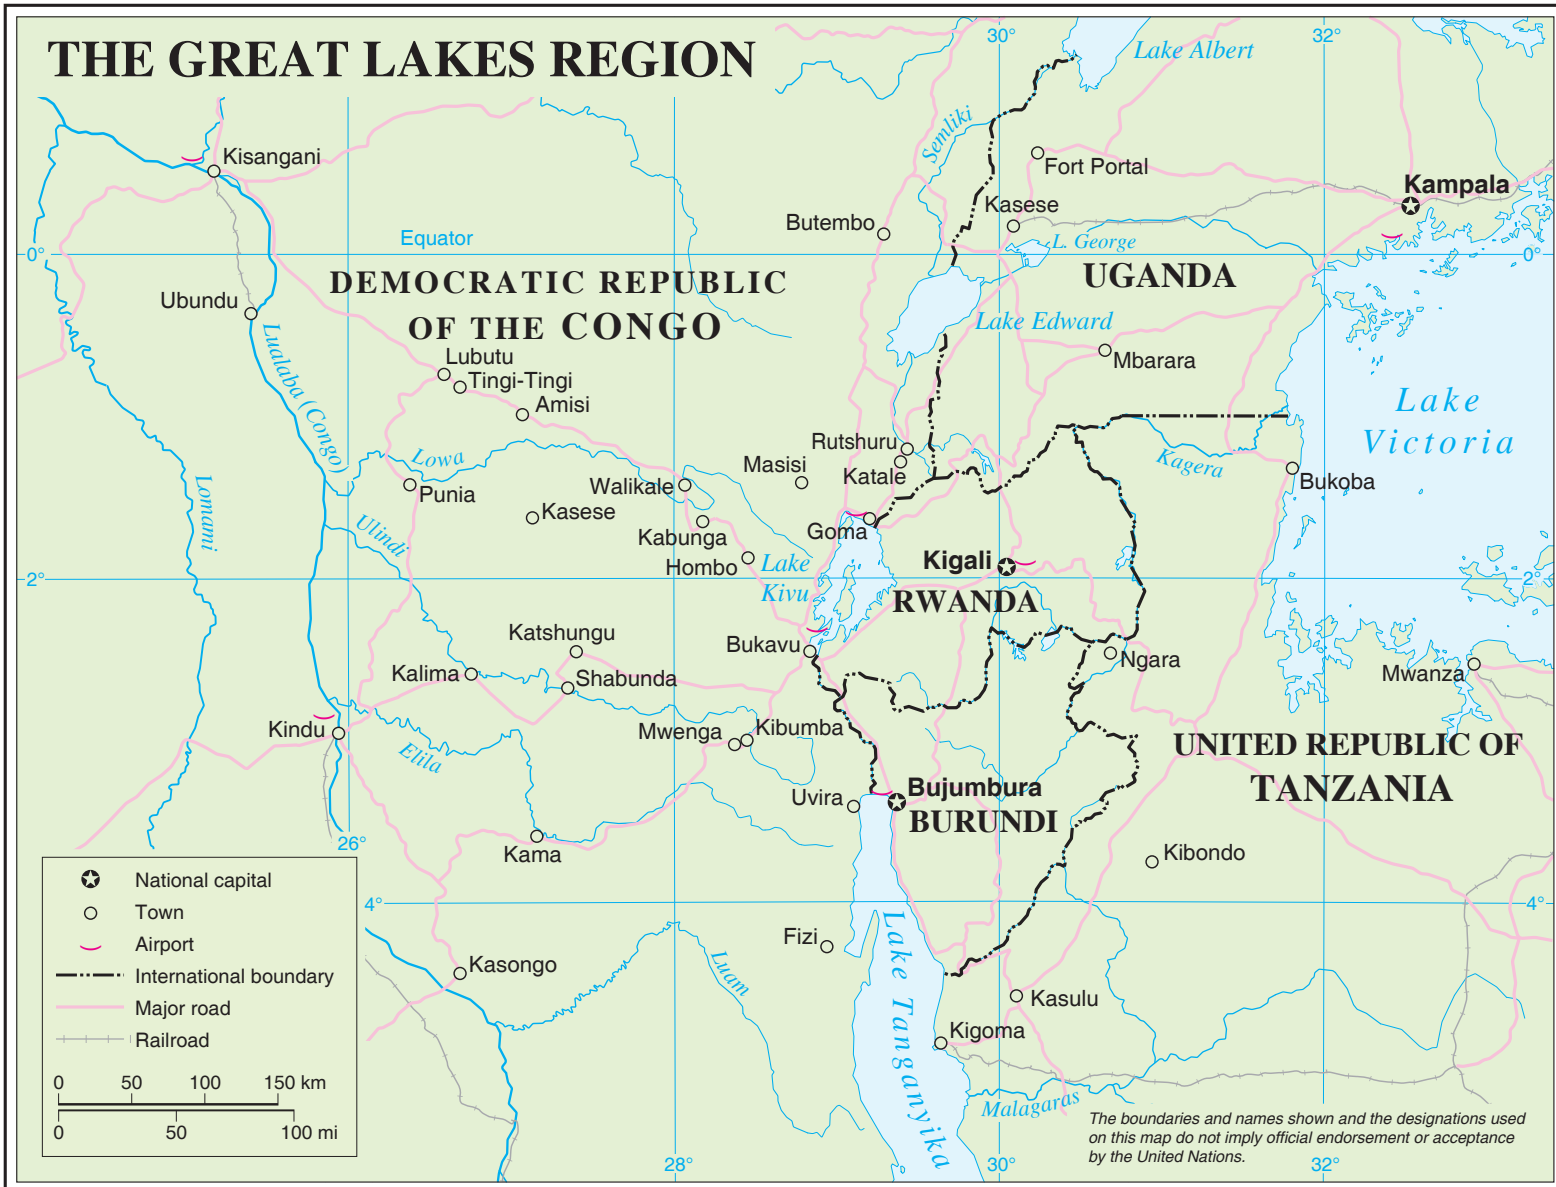 THE GREAT LAKES REGION
30°
32°
Lake Albert
Semliki
Kisangani
Fort Portal
Kampala
Kasese
Butembo
Equator
L. George
0°
0°
DEMOCRATIC REPUBLIC
OF THE CONGO
UGANDA
Ubundu
Lualaba (Congo)
Lake Edward
Lubutu
Tingi-Tingi
Amisi
Mbarara
Lake
Victoria
Rutshuru
Katale
Masisi
Lowa
Kagera
Bukoba
Punia
Walikale
Lomami
Kasese
Ulindi
Kabunga
Goma
Hombo
Lake
Kivu
Kigali
2°
2°
RWANDA
Katshungu
Bukavu
Kalima
Shabunda
Ngara
Mwanza
Kindu
Elila
Mwenga
Kibumba
UNITED REPUBLIC OF
TANZANIA
Uvira
Bujumbura
BURUNDI
26°
Kama
Kibondo
National capital
Town
Airport
International boundary
Major road
Railroad
0 50 100 150 km
0 50 100 mi
4°
4°
Fizi
Lake Tanganyika
Luam
Kasongo
Kasulu
Kigoma
Malagaras
28°
30°
32°
The boundaries and names shown and the designations used
on this map do not imply official endorsement or acceptance
by the United Nations.